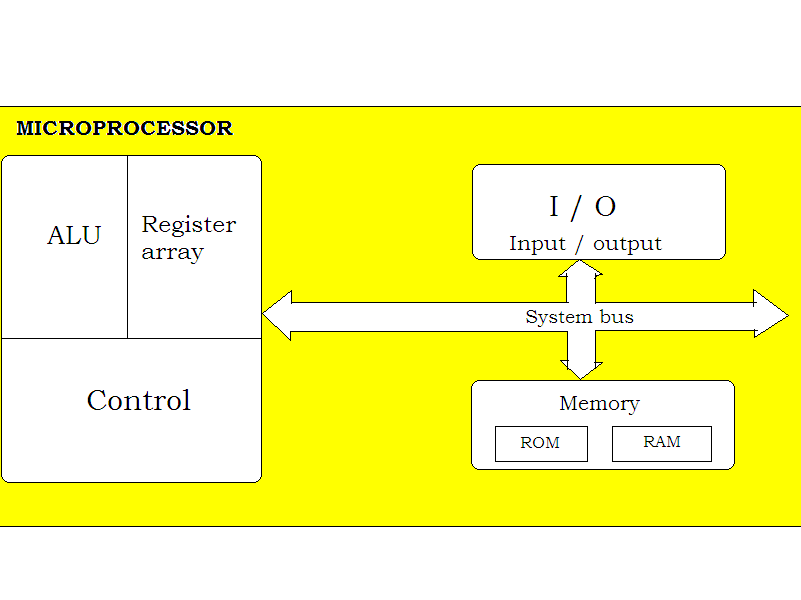 MICROPROCESSOR
ALU
Register
array
Control
I / O
Input / output
System bus
Memory
ROM
RAM